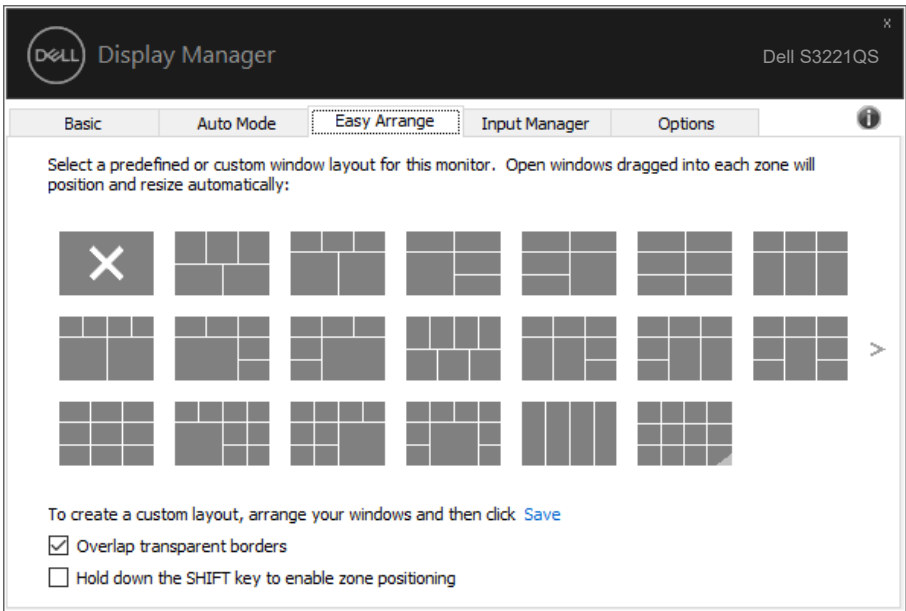 DELL Display Manager
x
Dell S3221QS
Basic Auto Mode Easy Arrange Input Manager Options
Select a predefined or custom window layout for this monitor. Open windows dragged into each zone will
position and resize automatically:
>
To create a custom layout, arrange your windows and then click Save
Overlap transparent borders
Hold down the SHIFT key to enable zone positioning